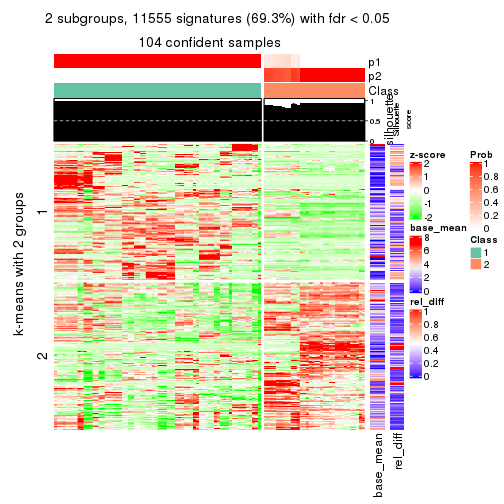 2 subgroups, 11555 signatures (69.3%) with fdr < 0.05
104 confident samples
p1
p2
Class
1
0.5
0
silhouette
Silhouette
score
k-means with 2 groups
1
2
z-score
2
1
0
-1
-2
base_mean
8
6
4
2
0
rel_diff
1
0.8
0.6
0.4
0.2
0
Prob
1
0.8
0.6
0.4
0.2
0
Class
1
2
base_mean
rel_diff